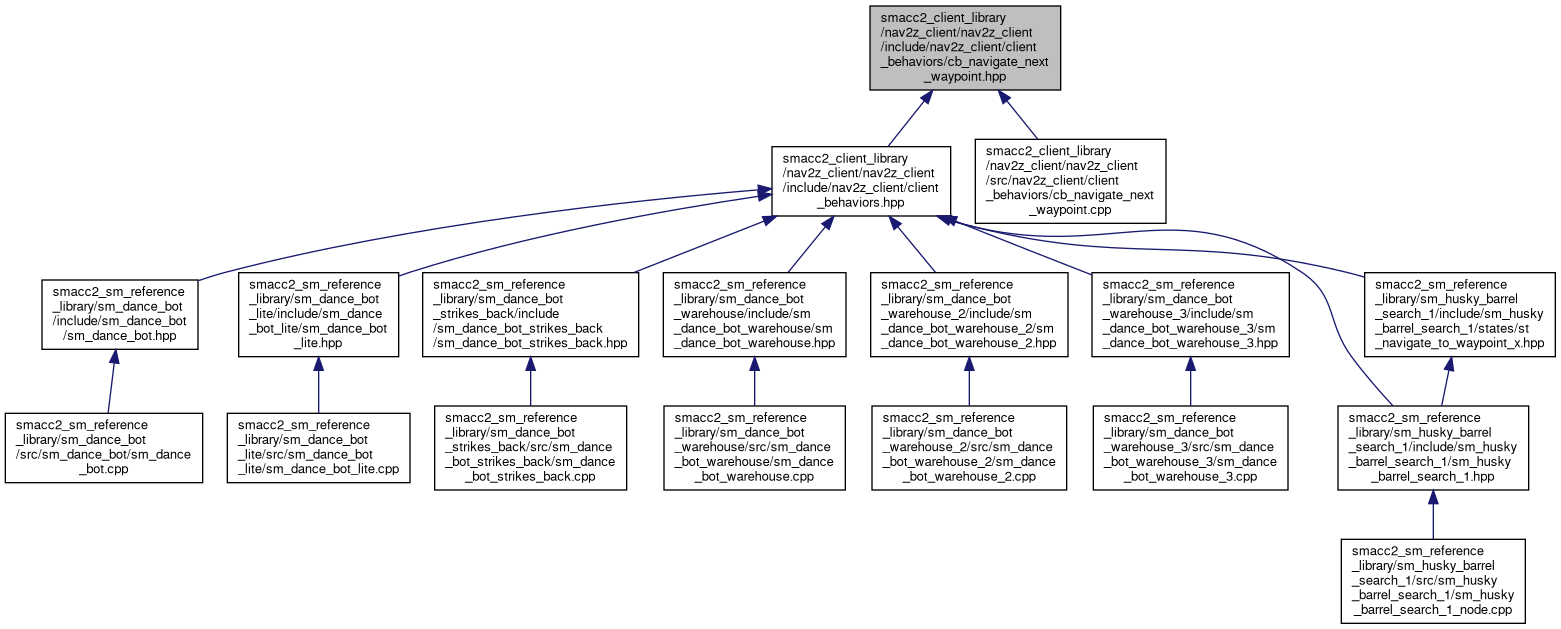 smacc2_client_library
/nav2z_client/nav2z_client
/include/nav2z_client/client
_behaviors/cb_navigate_next
_waypoint.hpp
smacc2_client_library
/nav2z_client/nav2z_client
/include/nav2z_client/client
_behaviors.hpp
smacc2_client_library
/nav2z_client/nav2z_client
/src/nav2z_client/client
_behaviors/cb_navigate_next
_waypoint.cpp
smacc2_sm_reference
_library/sm_dance_bot
/include/sm_dance_bot
/sm_dance_bot.hpp
smacc2_sm_reference
_library/sm_dance_bot
_lite/include/sm_dance
_bot_lite/sm_dance_bot
_lite.hpp
smacc2_sm_reference
_library/sm_dance_bot
_strikes_back/include
/sm_dance_bot_strikes_back
/sm_dance_bot_strikes_back.hpp
smacc2_sm_reference
_library/sm_dance_bot
_warehouse/include/sm
_dance_bot_warehouse/sm
_dance_bot_warehouse.hpp
smacc2_sm_reference
_library/sm_dance_bot
_warehouse_2/include/sm
_dance_bot_warehouse_2/sm
_dance_bot_warehouse_2.hpp
smacc2_sm_reference
_library/sm_dance_bot
_warehouse_3/include/sm
_dance_bot_warehouse_3/sm
_dance_bot_warehouse_3.hpp
smacc2_sm_reference
_library/sm_husky_barrel
_search_1/include/sm_husky
_barrel_search_1/states/st
_navigate_to_waypoint_x.hpp
smacc2_sm_reference
_library/sm_dance_bot
/src/sm_dance_bot/sm_dance
_bot.cpp
smacc2_sm_reference
_library/sm_dance_bot
_lite/src/sm_dance_bot
_lite/sm_dance_bot_lite.cpp
smacc2_sm_reference
_library/sm_dance_bot
_strikes_back/src/sm_dance
_bot_strikes_back/sm_dance
_bot_strikes_back.cpp
smacc2_sm_reference
_library/sm_dance_bot
_warehouse/src/sm_dance
_bot_warehouse/sm_dance
_bot_warehouse.cpp
smacc2_sm_reference
_library/sm_dance_bot
_warehouse_2/src/sm_dance
_bot_warehouse_2/sm_dance
_bot_warehouse_2.cpp
smacc2_sm_reference
_library/sm_dance_bot
_warehouse_3/src/sm_dance
_bot_warehouse_3/sm_dance
_bot_warehouse_3.cpp
smacc2_sm_reference
_library/sm_husky_barrel
_search_1/include/sm_husky
_barrel_search_1/sm_husky
_barrel_search_1.hpp
smacc2_sm_reference
_library/sm_husky_barrel
_search_1/src/sm_husky
_barrel_search_1/sm_husky
_barrel_search_1_node.cpp